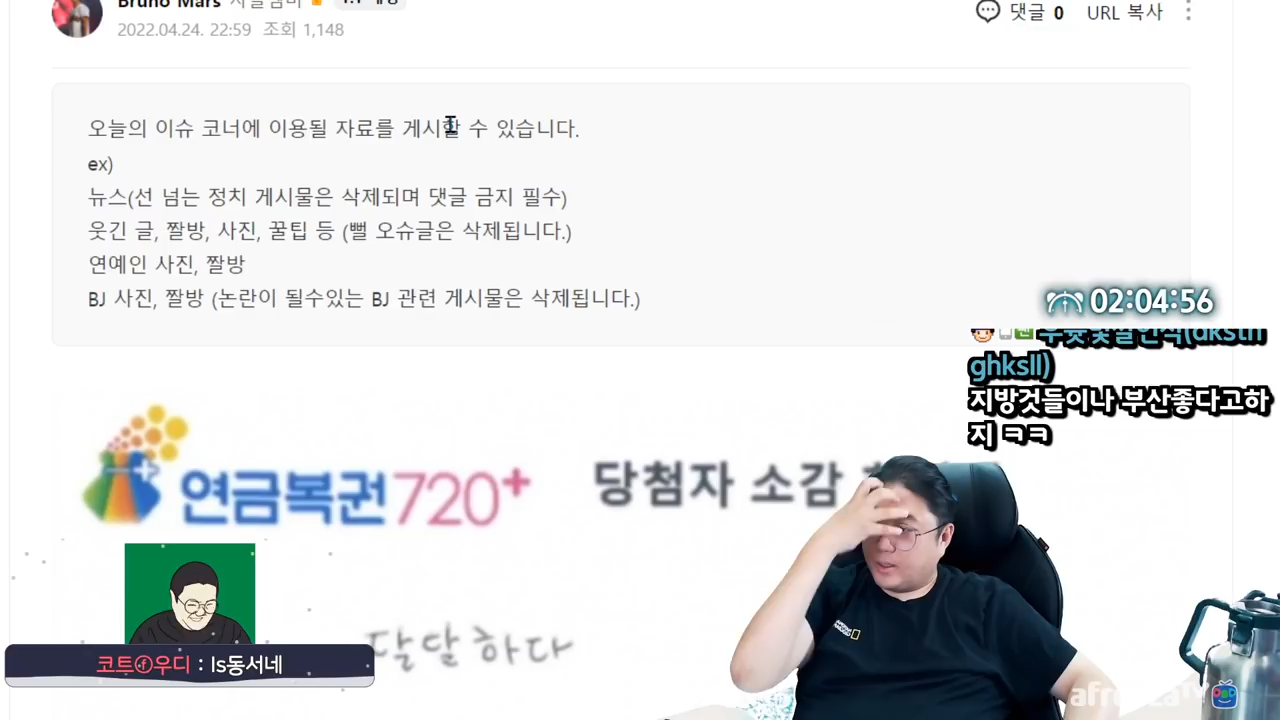 Bruno Mars
2022.04.24. 22:59 조회 1,148
댓글 0 URL 복사
오늘의 이슈 코너에 이용될 자료를 게시할 수 있습니다.
ex)
뉴스(선 넘는 정치 게시물은 삭제되며 댓글 금지 필수)
웃긴 글, 짤방, 사진, 꿀팁 등 (뻘 오슈글은 삭제됩니다.)
연예인 사진, 짤방
BJ 사진, 짤방 (논란이 될수있는 BJ 관련 게시물은 삭제됩니다.)
02:04:56
ghksll)
지방것들이나 부산좋다고하
지 ㅋㅋ
연금복권720+ 당첨자 소감
달달하다
코트ⓕ우디 : ls동서네
afreecaTV